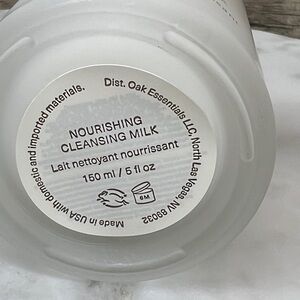 Dist. Oak Essentials LLC, North Las Vegas, NV 89032
Made in USA with domestic and imported materials.
NOURISHING
CLEANSING MILK
Lait nettoyant nourrissant
150 ml / 5 fl oz
6M